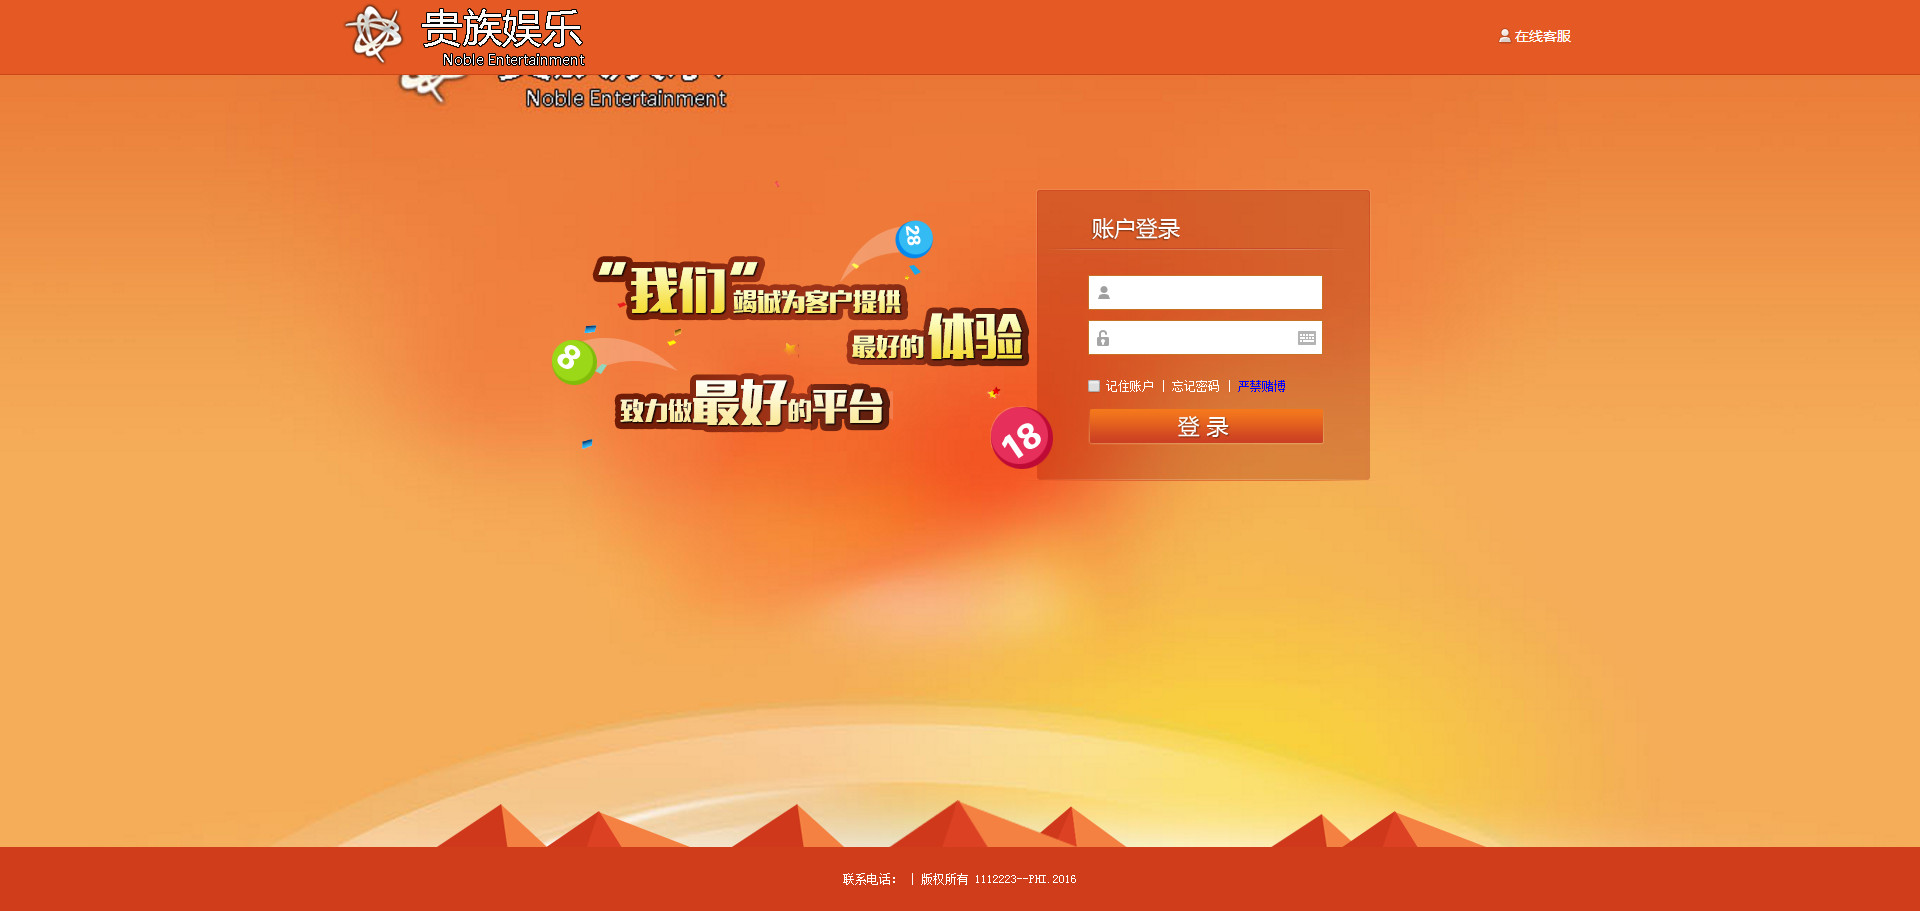 贵族娱乐
Noble Entertainment
在线客服
Noble Entertainment
28
“我们”竭诚为客户提供
最好的体验
8
致力做最好的平台
18
账户登录
记住账户 | 忘记密码 | 严禁赌博
登 录
联系电话： | 版权所有 1112223--PHI.2016